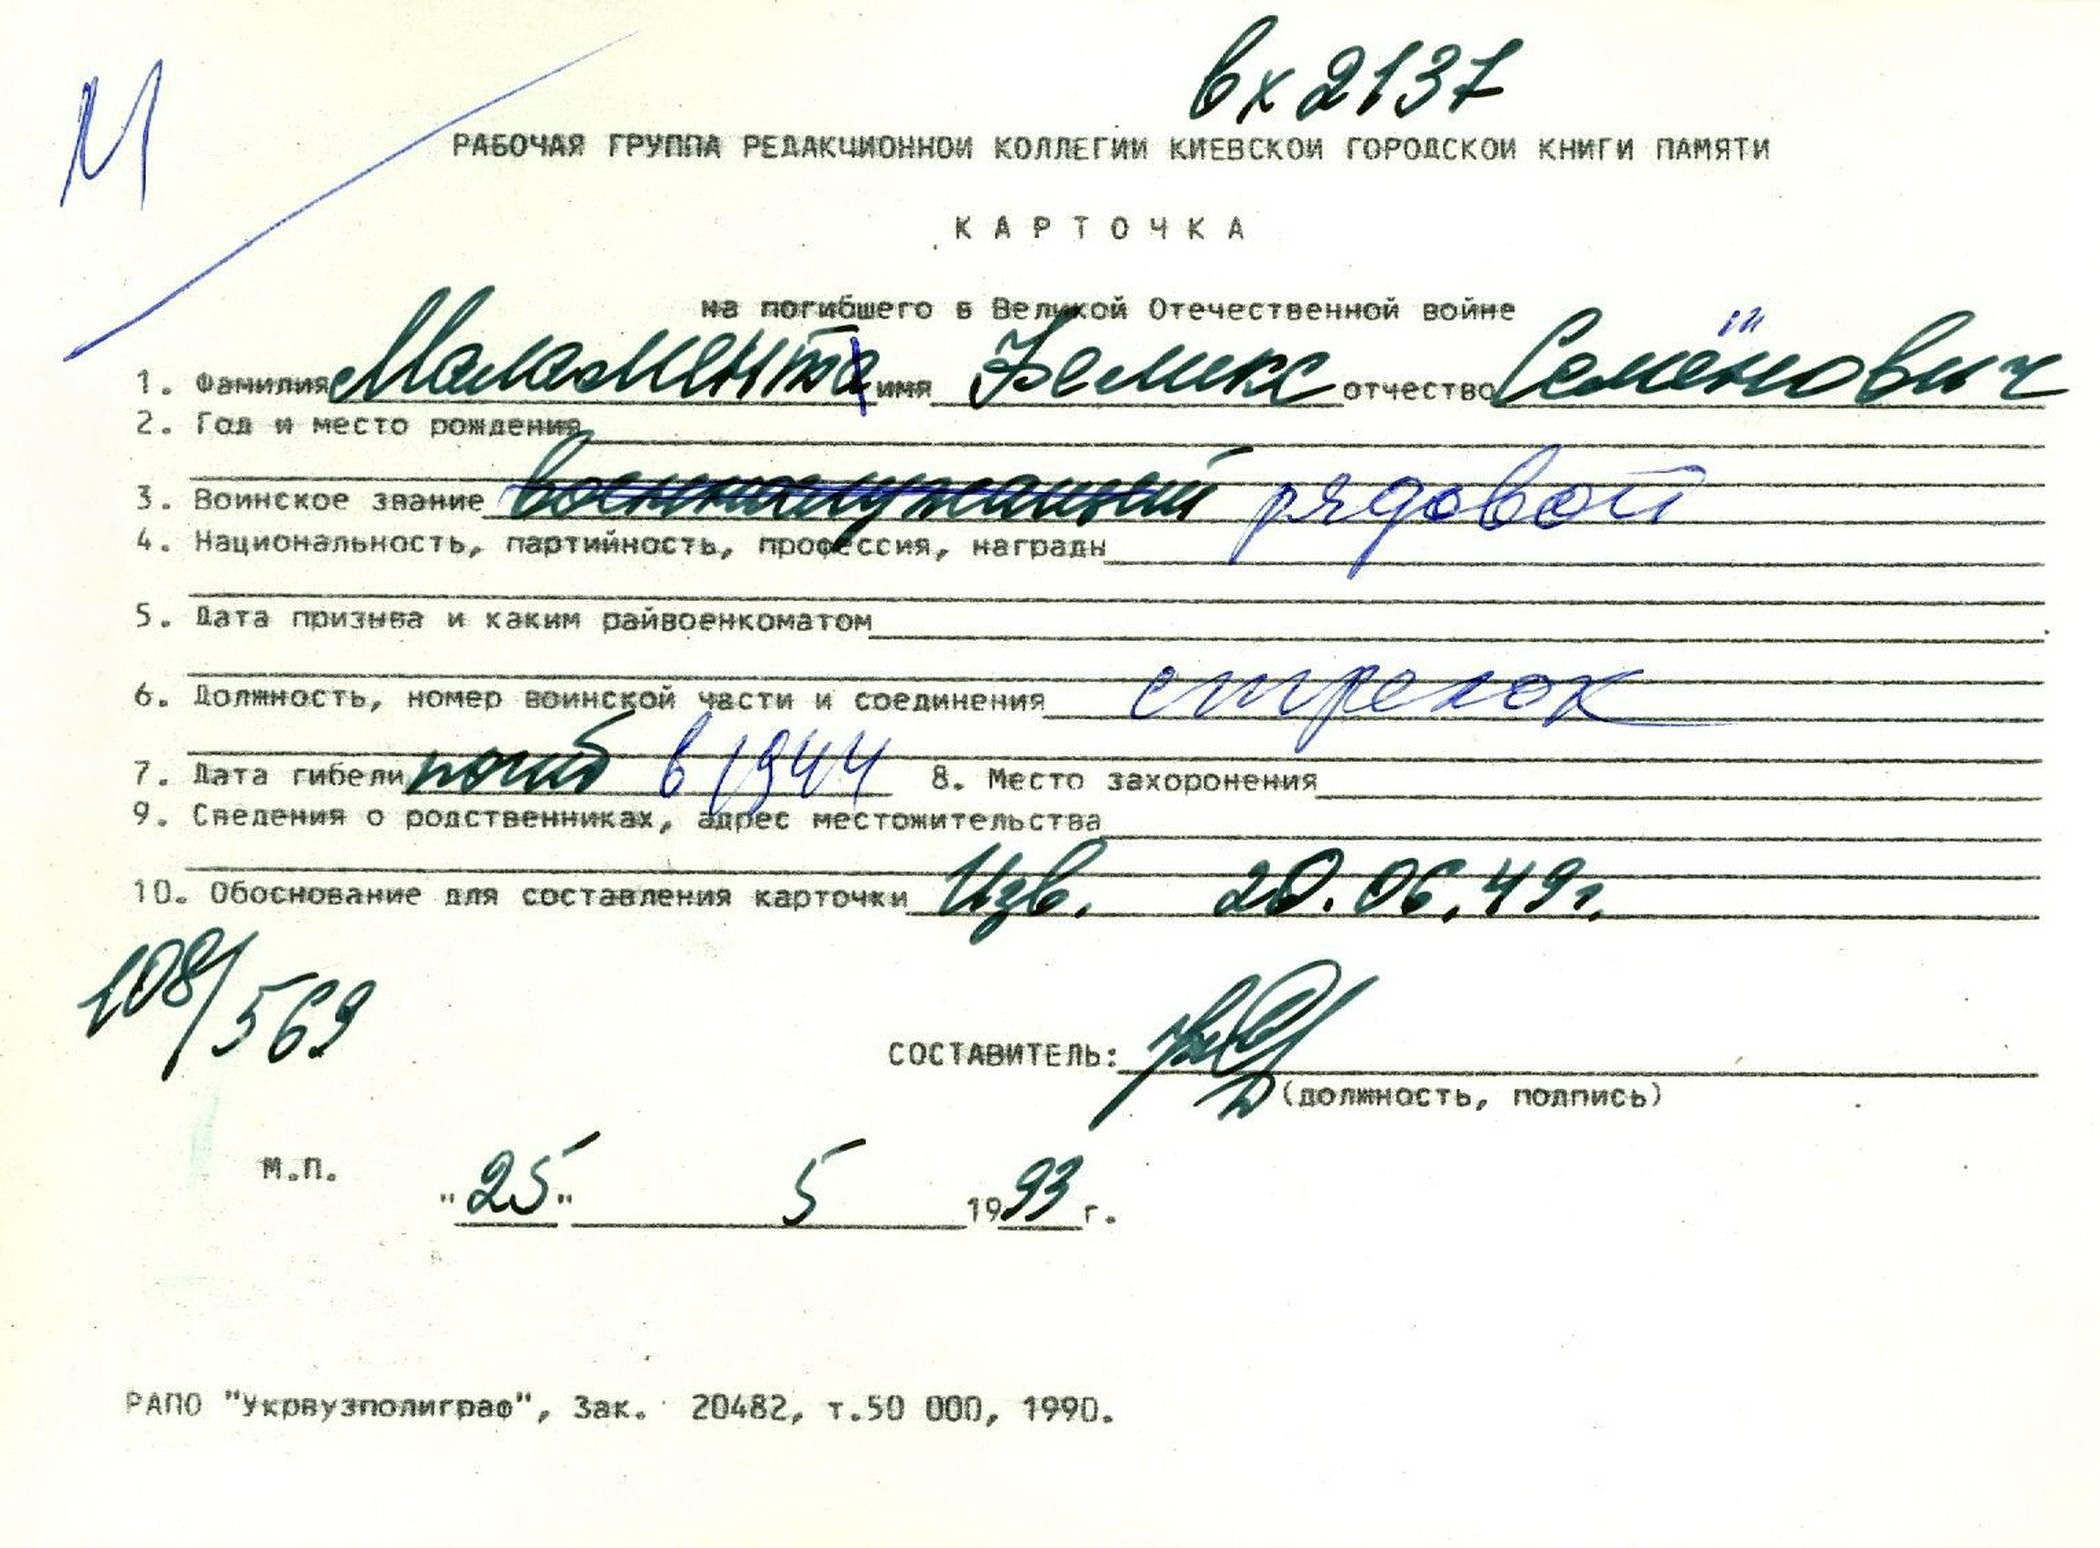 М
вх 2137
РАБОЧАЯ ГРУППА РЕДАКЦИОННОЙ КОЛЛЕГИИ КИЕВСКОЙ ГОРОДСКОЙ КНИГИ ПАМЯТИ
КАРТОЧКА
на погибшего в Великой Отечественной войне
1. Фамилия Маламента имя Феликс отчество Семёнович
2. Год и место рождения
3. Воинское звание военнослужащий рядовой
4. Национальность, партийность, профессия, награды
5. Дата призыва и каким райвоенкоматом
6. Должность, номер воинской части и соединения стрелок
7. Дата гибели погиб в 1944 8. Место захоронения
9. Сведения о родственниках, адрес местожительства
10. Обоснование для составления карточки Изв. 20.06.49г.
108/569
СОСТАВИТЕЛЬ:
(должность, подпись)
М.П.
"25" 5 1993 г.
РАПО "Укрвузполиграф", Зак. 20482, т.50 000, 1990.